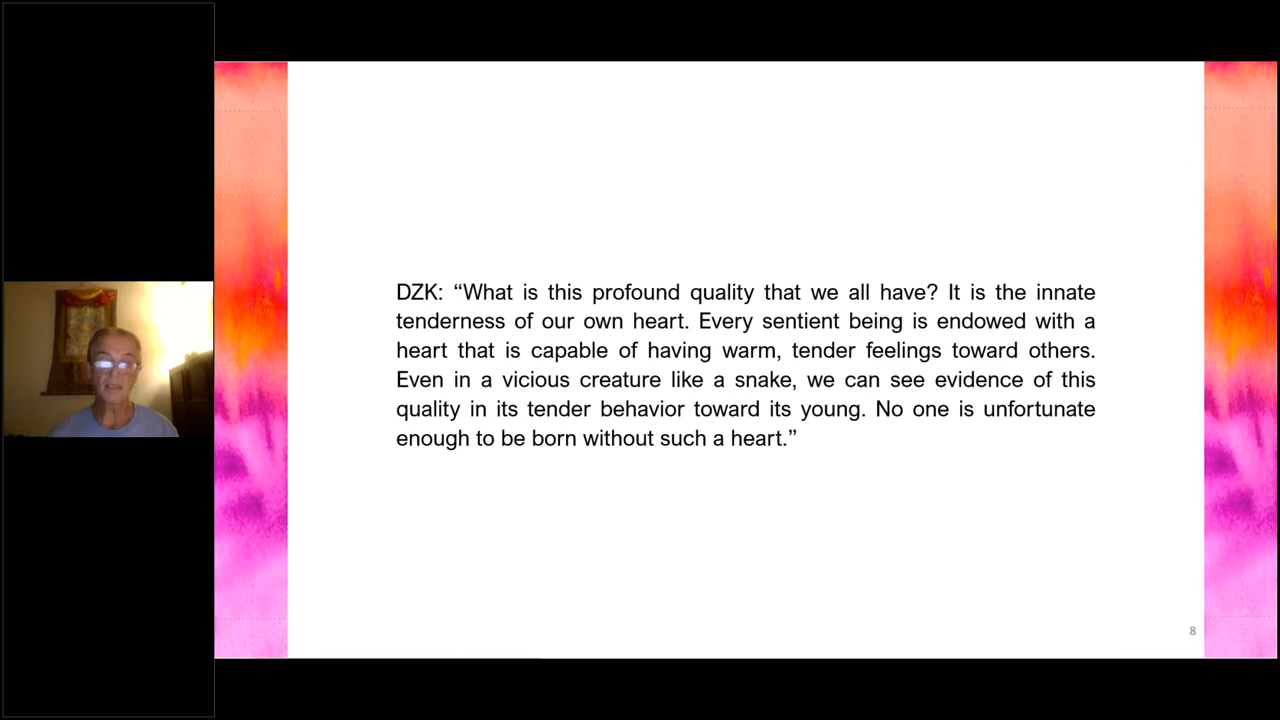 DZK: “What is this profound quality that we all have? It is the innate
tenderness of our own heart. Every sentient being is endowed with a
heart that is capable of having warm, tender feelings toward others.
Even in a vicious creature like a snake, we can see evidence of this
quality in its tender behavior toward its young. No one is unfortunate
enough to be born without such a heart.”
8